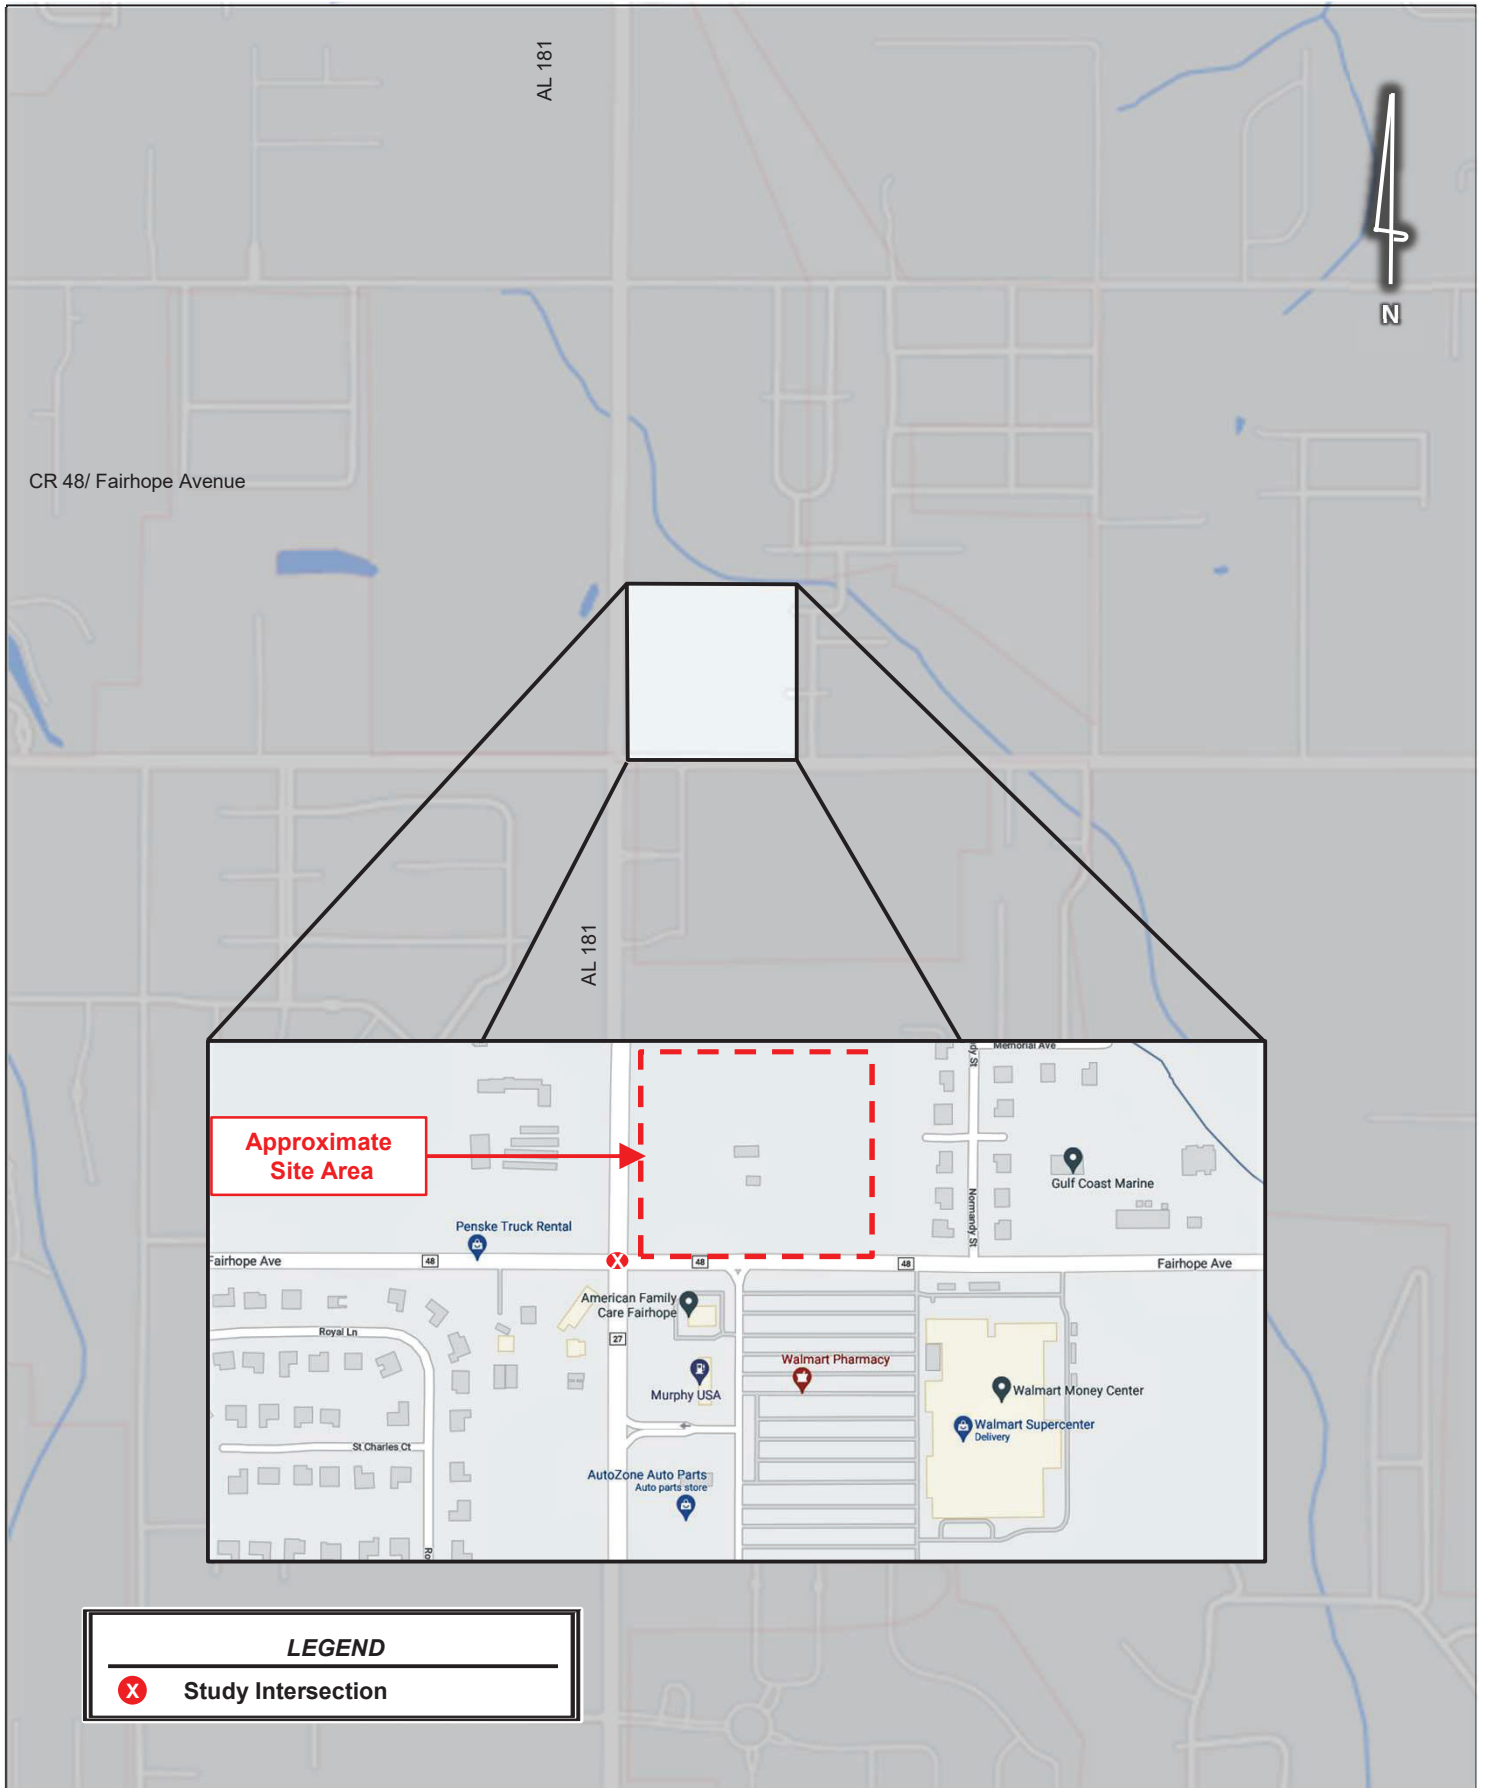 AL 181
N
CR 48/ Fairhope Avenue
AL 181
dy St
Memorial Ave
Approximate
Site Area
Gulf Coast Marine
Normandy St
Penske Truck Rental
Fairhope Ave
48
X
48
48
Fairhope Ave
American Family
Care Fairhope
Royal Ln
27
Walmart Pharmacy
Murphy USA
Walmart Money Center
Walmart Supercenter
Delivery
St Charles Ct
AutoZone Auto Parts
Auto parts store
Ro
LEGEND
X Study Intersection